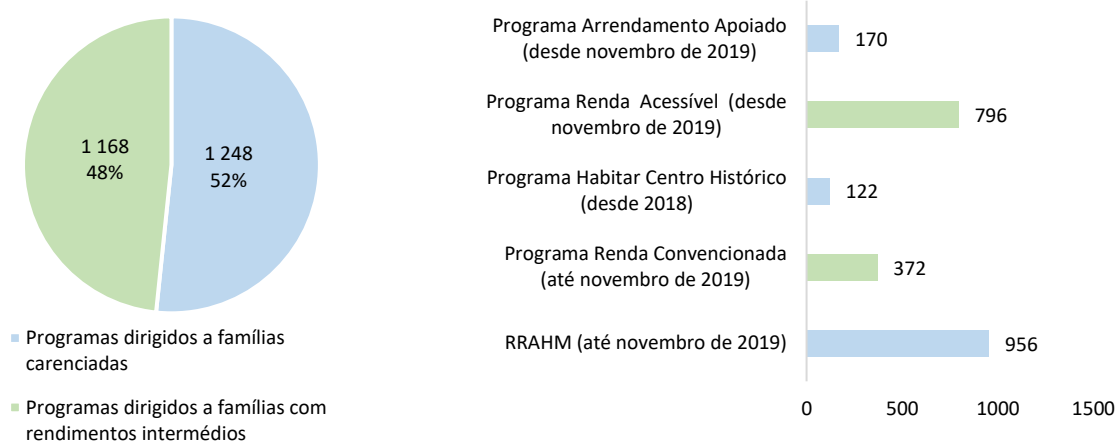 1 168
48%
1 248
52%
Programas dirigidos a famílias
carenciadas
Programas dirigidos a famílias com
rendimentos intermédios
Programa Arrendamento Apoiado
(desde novembro de 2019)
170
Programa Renda Acessível (desde
novembro de 2019)
796
Programa Habitar Centro Histórico
(desde 2018)
122
Programa Renda Convencionada
(até novembro de 2019)
372
RRAHM (até novembro de 2019)
956
0 500 1000 1500